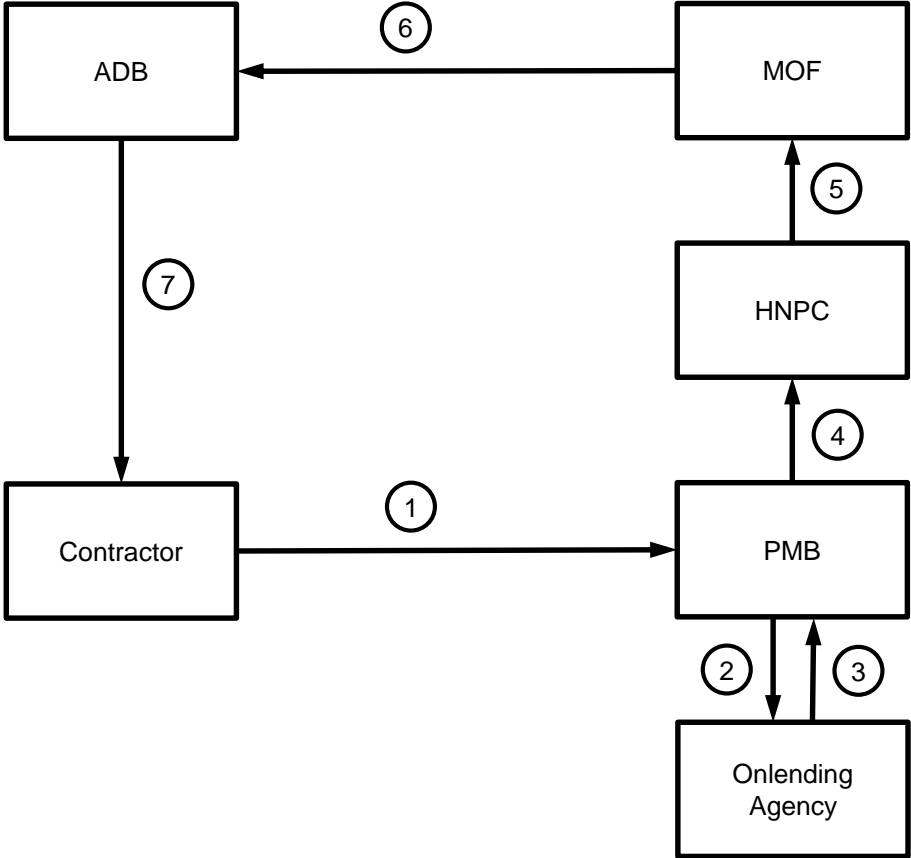 6
ADB
MOF
5
7
HNPC
4
1
Contractor
PMB
2
3
Onlending
Agency